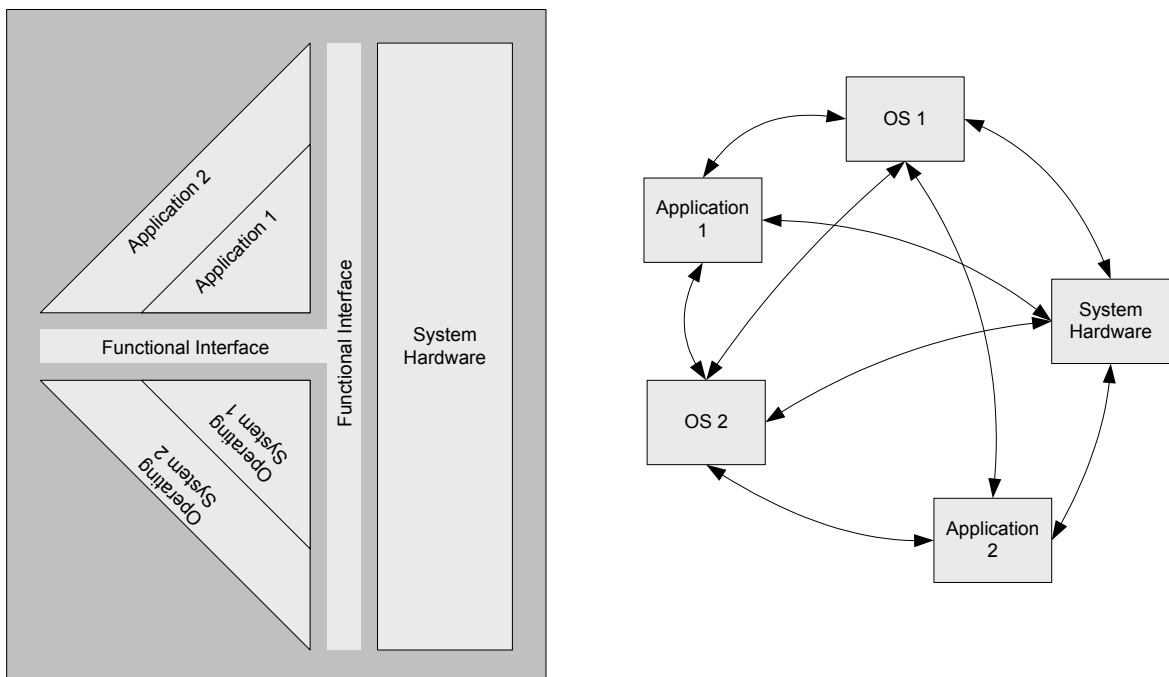 Application 2
Application 1
Functional Interface
Operating
System 1
Operating
System 2
Functional Interface
System
Hardware
OS 1
Application
1
System
Hardware
OS 2
Application
2